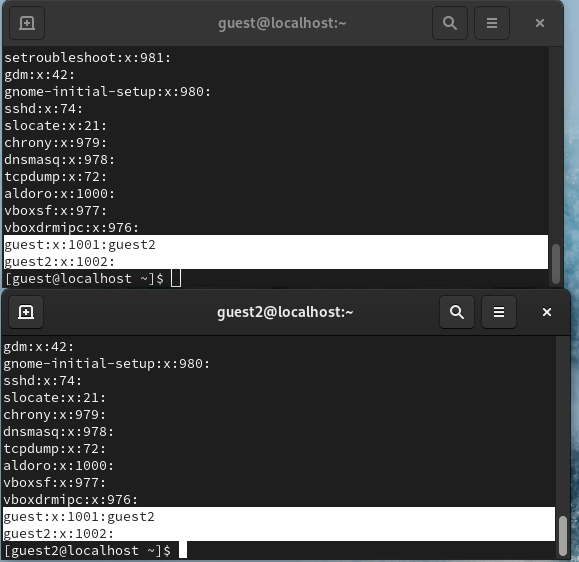 guest@localhost:~
setroubleshoot:x:981:
gdm:x:42:
gnome-initial-setup:x:980:
sshd:x:74:
slocate:x:21:
chrony:x:979:
dnsmasq:x:978:
tcpdump:x:72:
aldoro:x:1000:
vboxsf:x:977:
vboxdrmipc:x:976:
guest:x:1001:guest2
guest2:x:1002:
[guest@localhost ~]$
guest2@localhost:~
gdm:x:42:
gnome-initial-setup:x:980:
sshd:x:74:
slocate:x:21:
chrony:x:979:
dnsmasq:x:978:
tcpdump:x:72:
aldoro:x:1000:
vboxsf:x:977:
vboxdrmipc:x:976:
guest:x:1001:guest2
guest2:x:1002:
[guest2@localhost ~]$